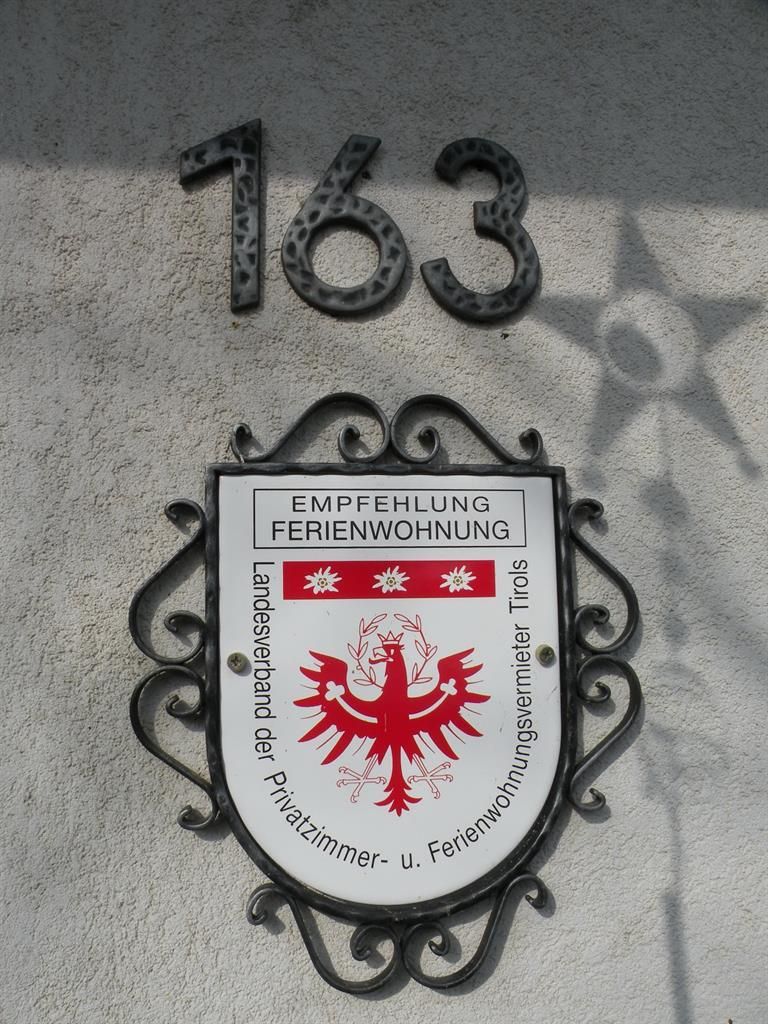 163
EMPFEHLUNG
FERIENWOHNUNG
Landesverband der Privatzimmer- u. Ferienwohnungsvermieter Tirols